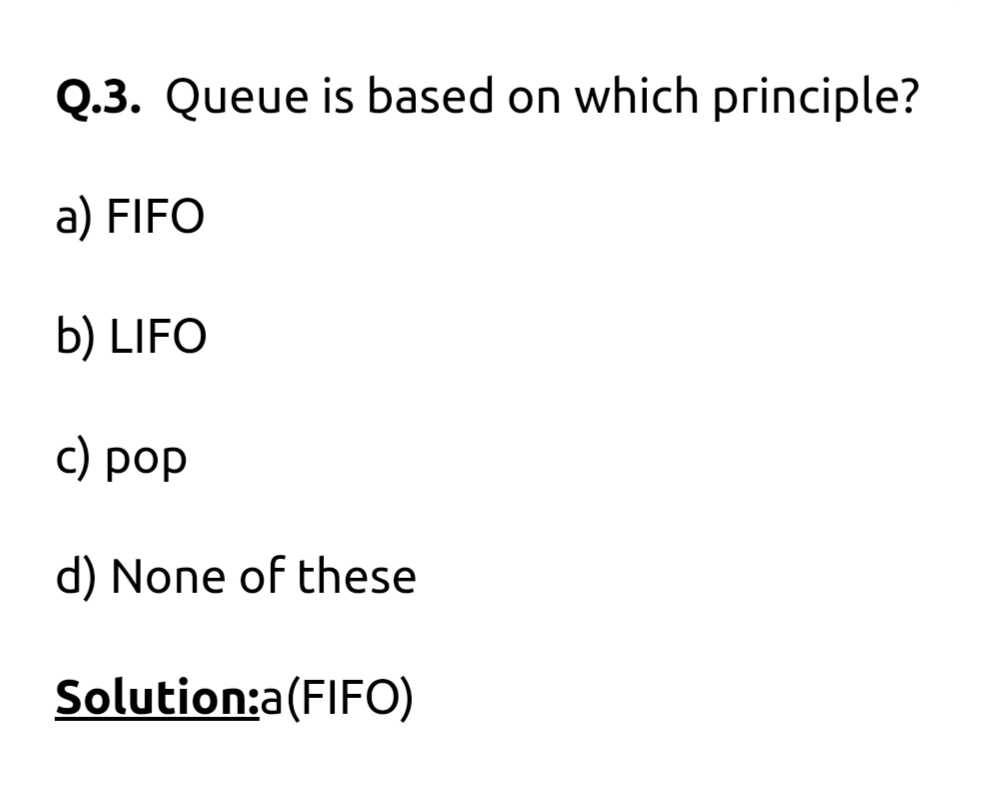 Q.3. Queue is based on which principle?
a) FIFO
b) LIFO
c) pop
d) None of these
Solution:a(FIFO)